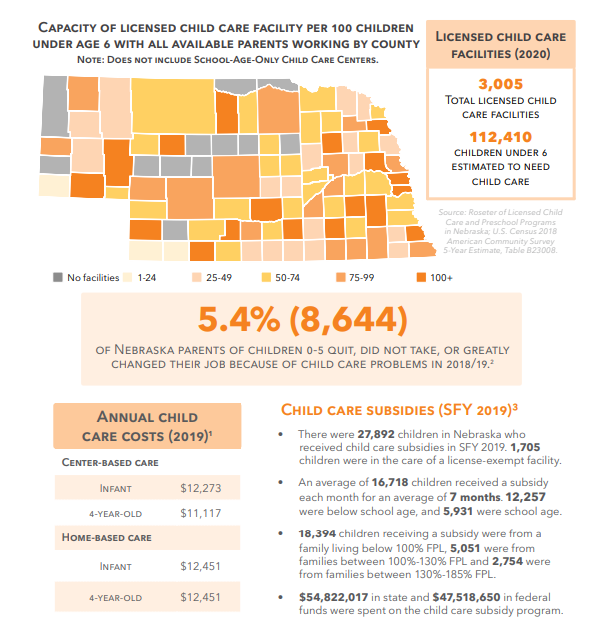 Capacity of licensed child care facility per 100 children
under age 6 with all available parents working by county
Note: Does not include School-Age-Only Child Care Centers.
No facilities
1-24
25-49
50-74
75-99
100+
Licensed child care
facilities (2020)
3,005
Total licensed child
care facilities
112,410
children under 6
estimated to need
child care
Source: Roseter of Licensed Child
Care and Preschool Programs
in Nebraska; U.S. Census 2018
American Community Survey
5-Year Estimate, Table B23008.
5.4% (8,644)
of Nebraska parents of children 0-5 quit, did not take, or greatly
changed their job because of child care problems in 2018/19.²
Annual child
care costs (2019)¹
Center-based care
Infant $12,273
4-year-old $11,117
Home-based care
Infant $12,451
4-year-old $12,451
Child care subsidies (SFY 2019)³
• There were 27,892 children in Nebraska who
received child care subsidies in SFY 2019. 1,705
children were in the care of a license-exempt facility.
• An average of 16,718 children received a subsidy
each month for an average of 7 months. 12,257
were below school age, and 5,931 were school age.
• 18,394 children receiving a subsidy were from a
family living below 100% FPL, 5,051 were from
families between 100%-130% FPL and 2,754 were
from families between 130%-185% FPL.
• $54,822,017 in state and $47,518,650 in federal
funds were spent on the child care subsidy program.